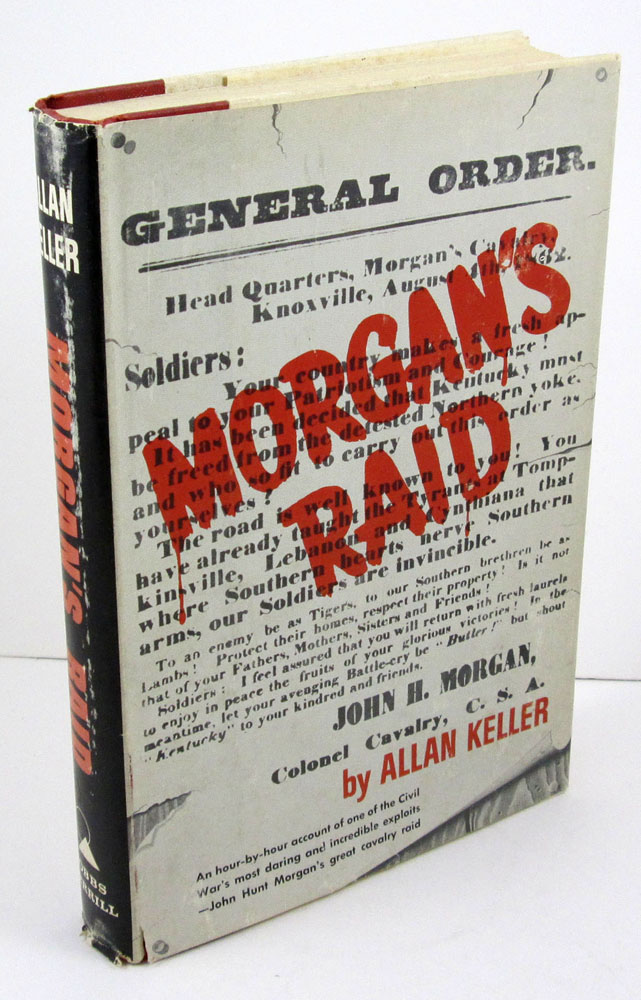 GENERAL ORDER.
Head Quarters, Morgan's Cavalry,
Knoxville, August 4th, 1862.
MORGAN'S
RAID
Soldiers:
Your country makes a fresh ap-
peal to your Patriotism and Courage!
It has been decided that Kentucky must
be freed from the detested Northern yoke.
and who so fit to carry out this order as
yourselves?
The road is well known to you! You
have already taught the Tyrants at Tomp-
kinsville, Lebanon and Cynthiana that
where Southern hearts nerve Southern
arms, our Soldiers are invincible.
To an enemy be as Tigers, to our Southern brethren be as
Lambs! Protect their homes, respect their property! Is it not
that of your Fathers, Mothers, Sisters and Friends!
Soldiers: I feel assured that you will return with fresh laurels
to enjoy in peace the fruits of your glorious victories! In the
meantime, let your avenging Battle-cry be "Butler!" but shout
"Kentucky" to your kindred and friends.
JOHN H. MORGAN,
Colonel Cavalry, C. S. A.
by ALLAN KELLER
An hour-by-hour account of one of the Civil
War's most daring and incredible exploits
—John Hunt Morgan's great cavalry raid
LLAN
ELLER
MORGAN'S RAID
OBBS
RRILL